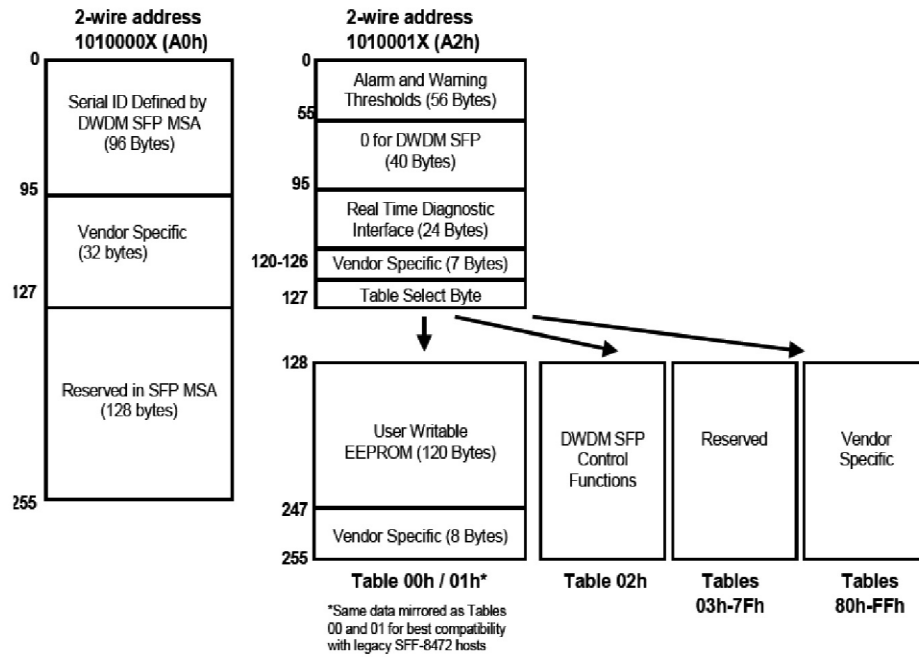 2-wire address
1010000X (A0h)
0
Serial ID Defined by
DWDM SFP MSA
(96 Bytes)
95
Vendor Specific
(32 bytes)
127
Reserved in SFP MSA
(128 bytes)
255
2-wire address
1010001X (A2h)
0
Alarm and Warning
Thresholds (56 Bytes)
55
0 for DWDM SFP
(40 Bytes)
95
Real Time Diagnostic
Interface (24 Bytes)
120-126
Vendor Specific (7 Bytes)
127
Table Select Byte
128
User Writable
EEPROM (120 Bytes)
247
Vendor Specific (8 Bytes)
255
Table 00h / 01h*
*Same data mirrored as Tables
00 and 01 for best compatibility
with legacy SFF-8472 hosts
DWDM SFP
Control
Functions
Table 02h
Reserved
Tables
03h-7Fh
Vendor
Specific
Tables
80h-FFh